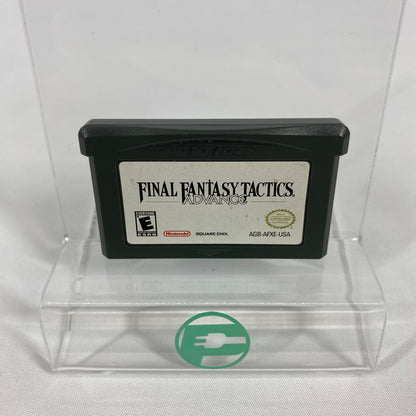 FINAL FANTASY TACTICS
ADVANCE
EVERYONE
E
Nintendo
SQUARE ENIX
AGB-AFXE-USA